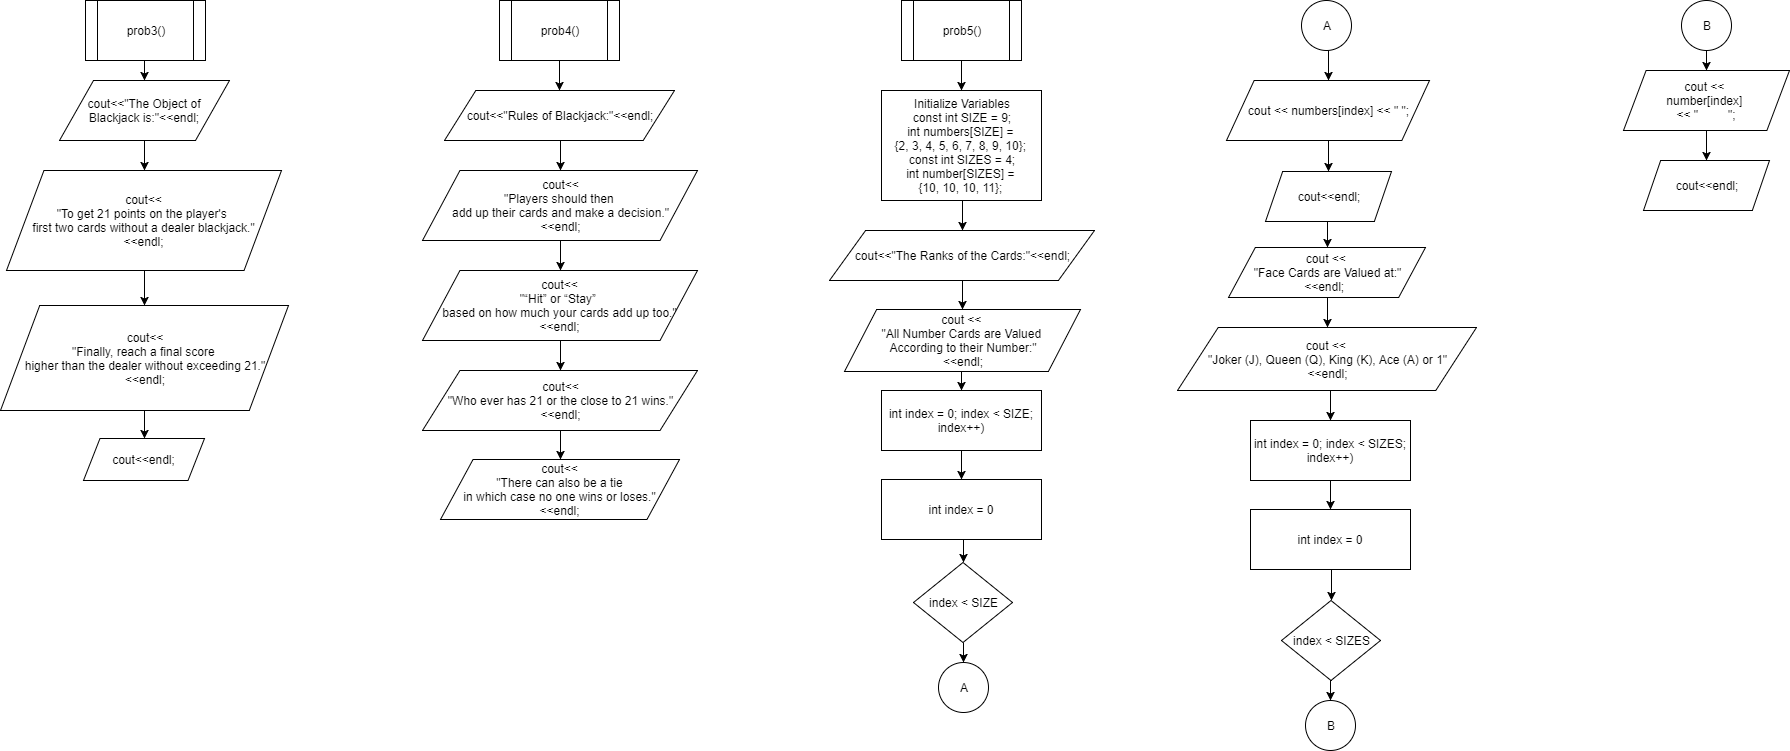 prob3()
cout<<"The Object of
Blackjack is:"<<endl;
cout<<
"To get 21 points on the player's
first two cards without a dealer blackjack."
<<endl;
cout<<
"Finally, reach a final score
higher than the dealer without exceeding 21."
<<endl;
cout<<endl;
prob4()
cout<<"Rules of Blackjack:"<<endl;
cout<<
"Players should then
add up their cards and make a decision."
<<endl;
cout<<
"“Hit” or “Stay”
based on how much your cards add up too."
<<endl;
cout<<
"Who ever has 21 or the close to 21 wins."
<<endl;
cout<<
"There can also be a tie
in which case no one wins or loses."
<<endl;
prob5()
Initialize Variables
const int SIZE = 9;
int numbers[SIZE] =
{2, 3, 4, 5, 6, 7, 8, 9, 10};
const int SIZES = 4;
int number[SIZES] =
{10, 10, 10, 11};
cout<<"The Ranks of the Cards:"<<endl;
cout <<
"All Number Cards are Valued
According to their Number:"
<<endl;
int index = 0; index < SIZE;
index++)
int index = 0
index < SIZE
A
A
cout << numbers[index] << " ";
cout<<endl;
cout <<
"Face Cards are Valued at:"
<<endl;
cout <<
"Joker (J), Queen (Q), King (K), Ace (A) or 1"
<<endl;
int index = 0; index < SIZES;
index++)
int index = 0
index < SIZES
B
B
cout <<
number[index]
<< "         ";
cout<<endl;